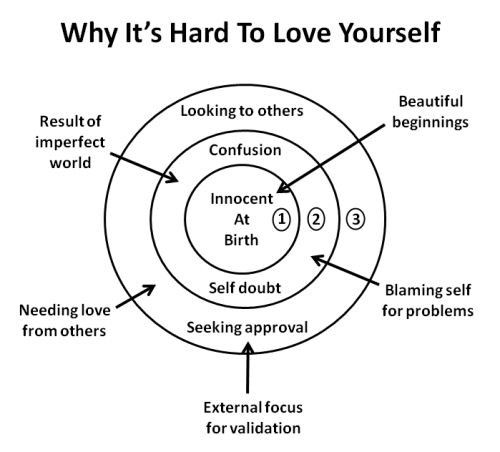 Why It's Hard To Love Yourself
Looking to others
Beautiful
beginnings
Result of
imperfect
world
Confusion
Innocent
At
Birth
1
2
3
Self doubt
Blaming self
for problems
Needing love
from others
Seeking approval
External focus
for validation